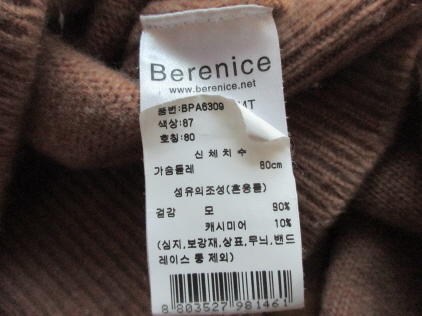 Berenice
www.berenice.net
품번:BPA6309
색상:87
호칭:80
신체치수
가슴둘레 80cm
섬유의조성(혼용률)
겉감 모 90%
캐시미어 10%
(심지,보강재,상표,무늬,밴드
레이스 등 제외)
8 803527 981461